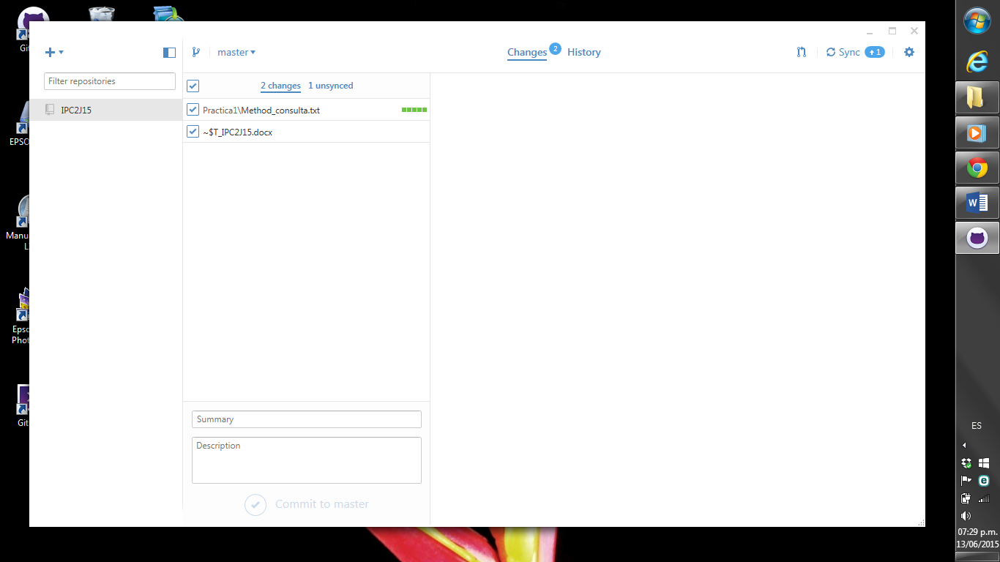 Git
EPSO
Manu
L
Epso
Photo
Git
master
Changes
2
History
Sync
1
Filter repositories
2 changes
1 unsynced
IPC2J15
Practica1\Method_consulta.txt
~$T_IPC2J15.docx
Summary
Description
Commit to master
ES
07:29 p.m.
13/06/2015